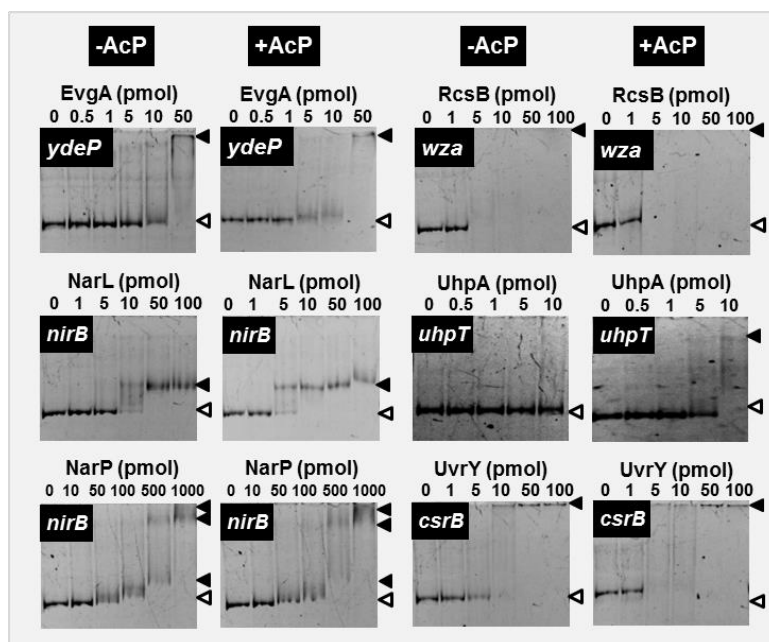 -AcP +AcP -AcP +AcP
EvgA (pmol) EvgA (pmol) RcsB (pmol) RcsB (pmol)
0 0.5 1 5 10 50 0 0.5 1 5 10 50 0 1 5 10 50 100 0 1 5 10 50 100
ydeP ydeP wza wza
NarL (pmol) NarL (pmol) UhpA (pmol) UhpA (pmol)
0 1 5 10 50 100 0 1 5 10 50 100 0 0.5 1 5 10 0 0.5 1 5 10
nirB nirB uhpT uhpT
NarP (pmol) NarP (pmol) UvrY (pmol) UvrY (pmol)
0 10 50 100 500 1000 0 10 50 100 500 1000 0 1 5 10 50 100 0 1 5 10 50 100
nirB nirB csrB csrB